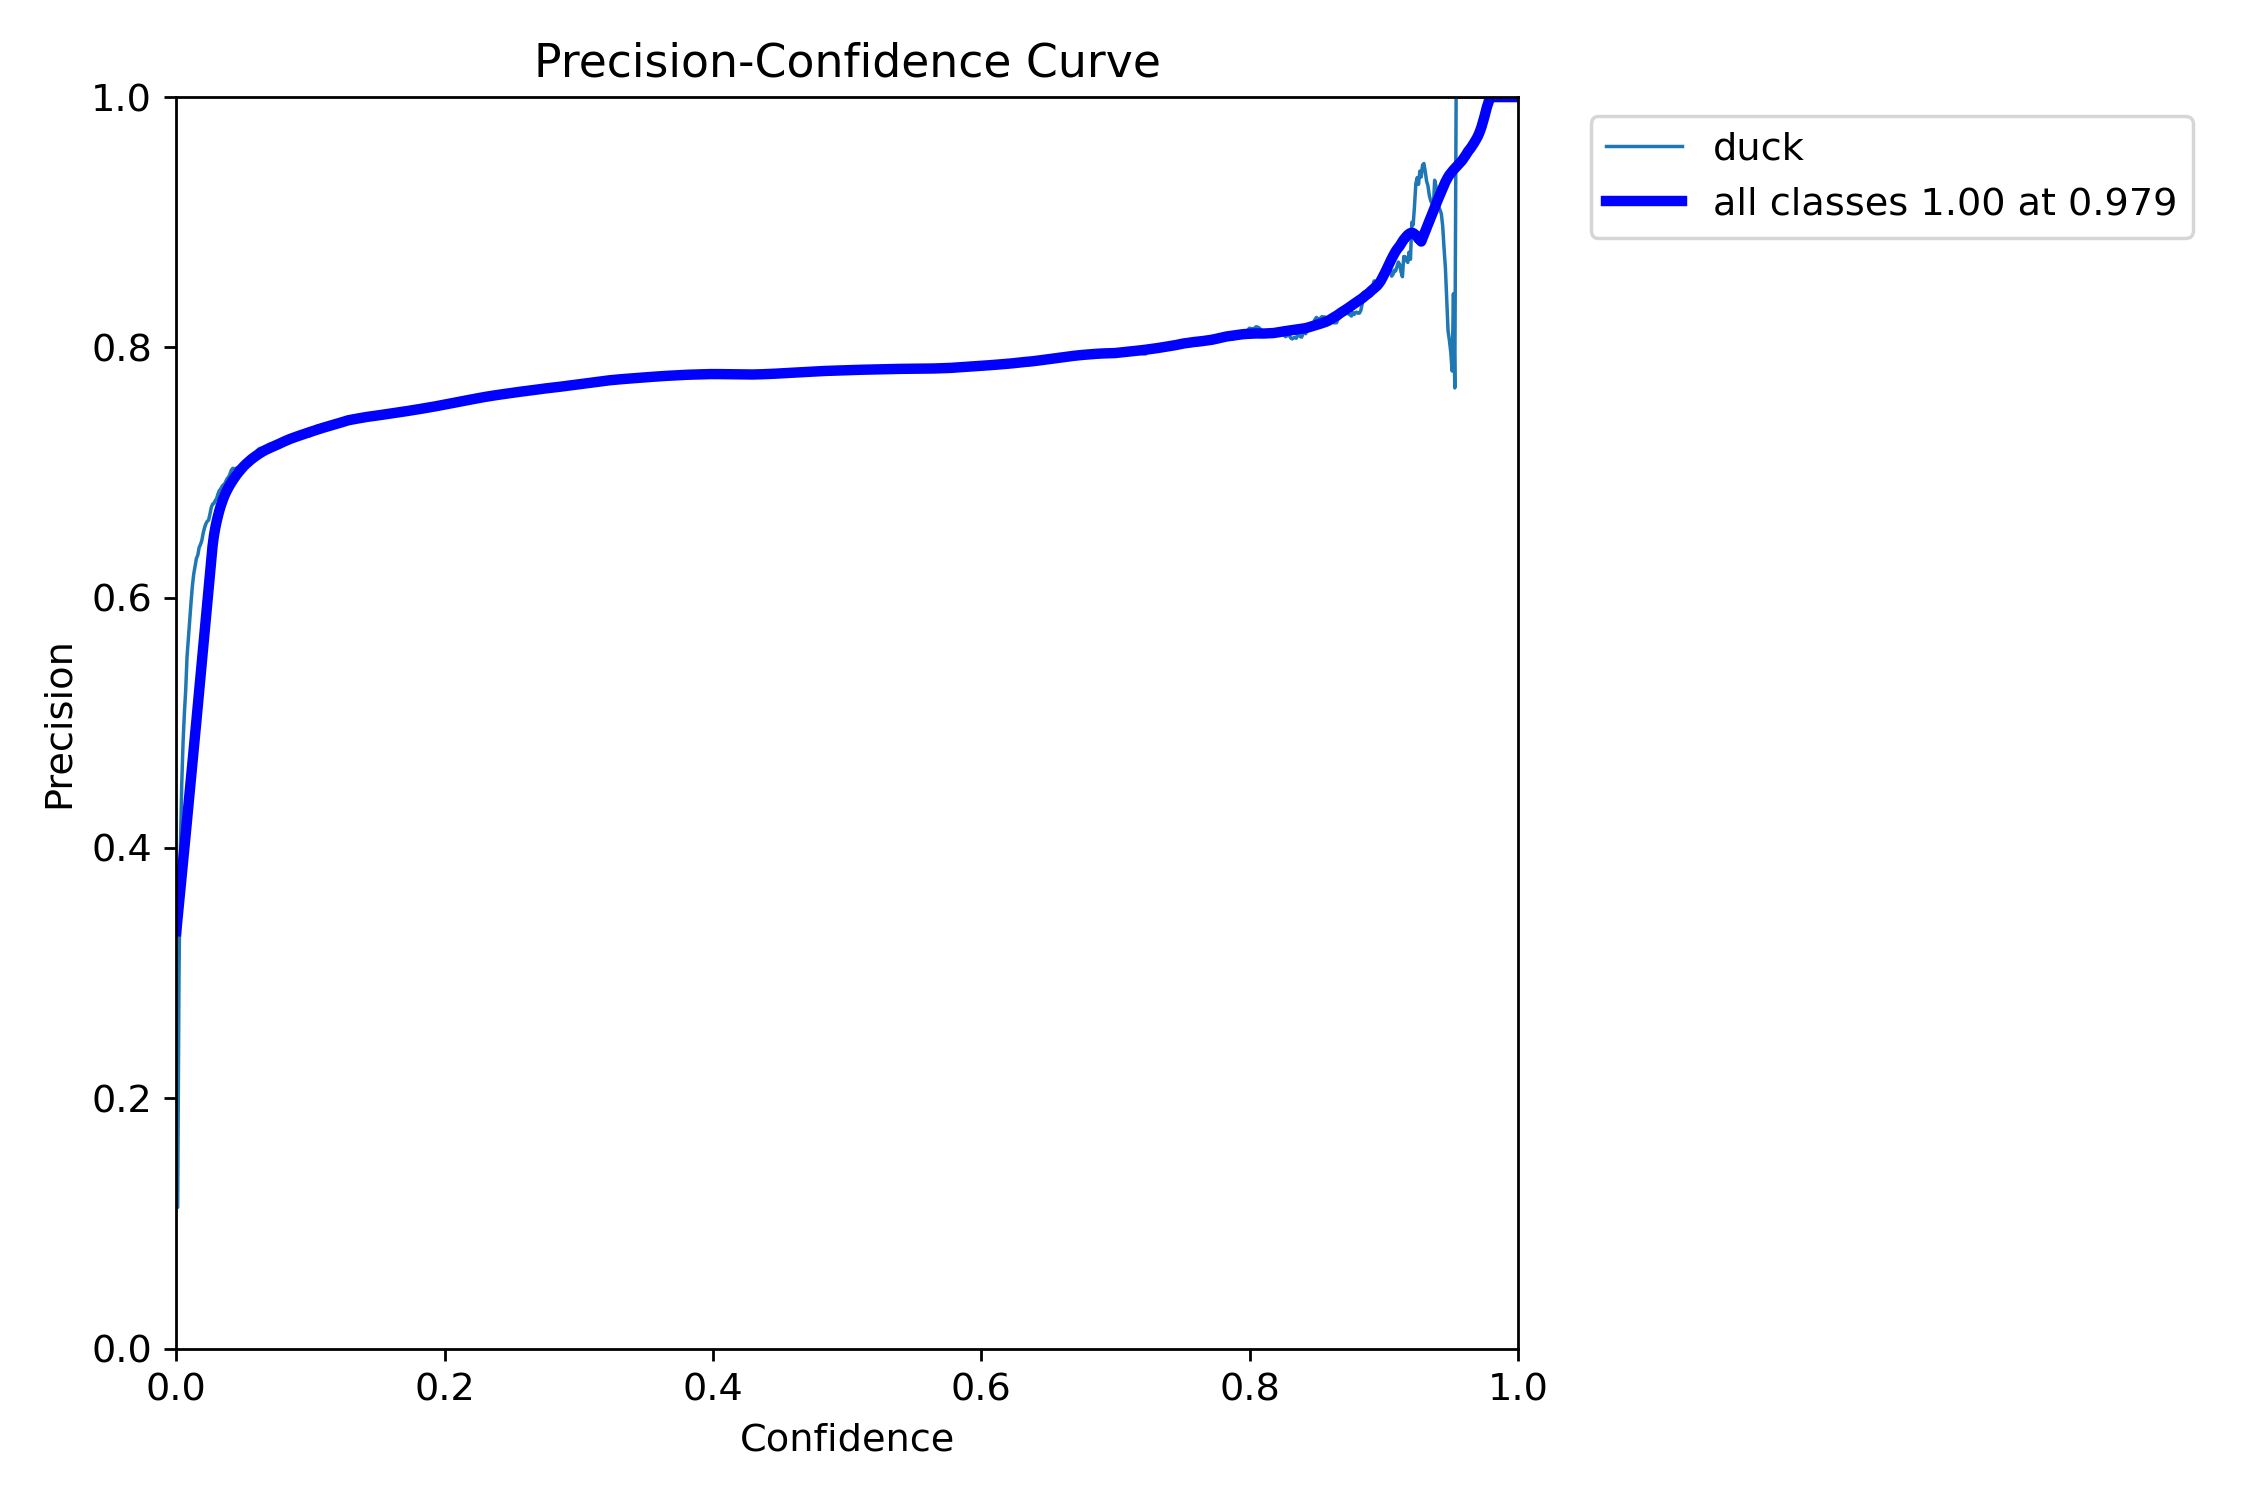 Precision-Confidence Curve
1.0
0.8
0.6
0.4
0.2
0.0
Precision
0.0 0.2 0.4 0.6 0.8 1.0
Confidence
duck
all classes 1.00 at 0.979